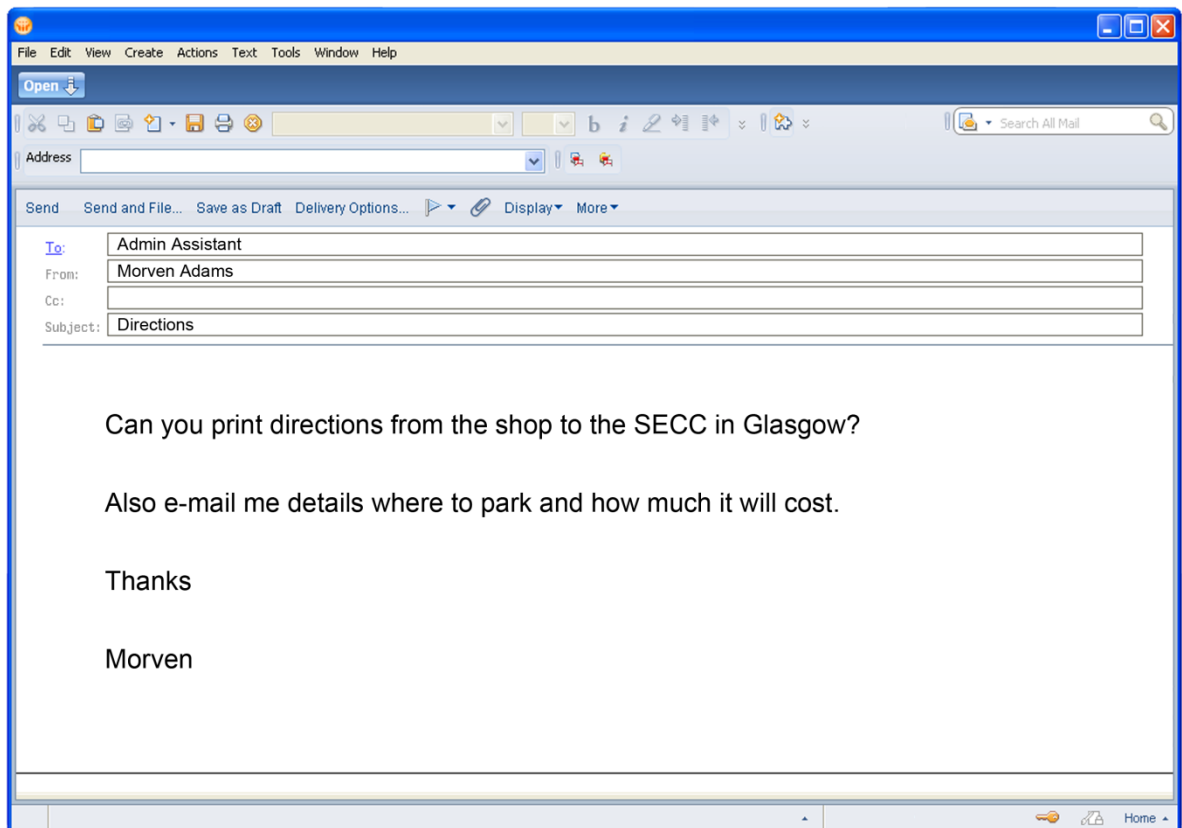 File Edit View Create Actions Text Tools Window Help
Open
b i
Search All Mail
Address
Send Send and File... Save as Draft Delivery Options... Display More
To: Admin Assistant
From: Morven Adams
Cc:
Subject: Directions
Can you print directions from the shop to the SECC in Glasgow?
Also e-mail me details where to park and how much it will cost.
Thanks
Morven
Home